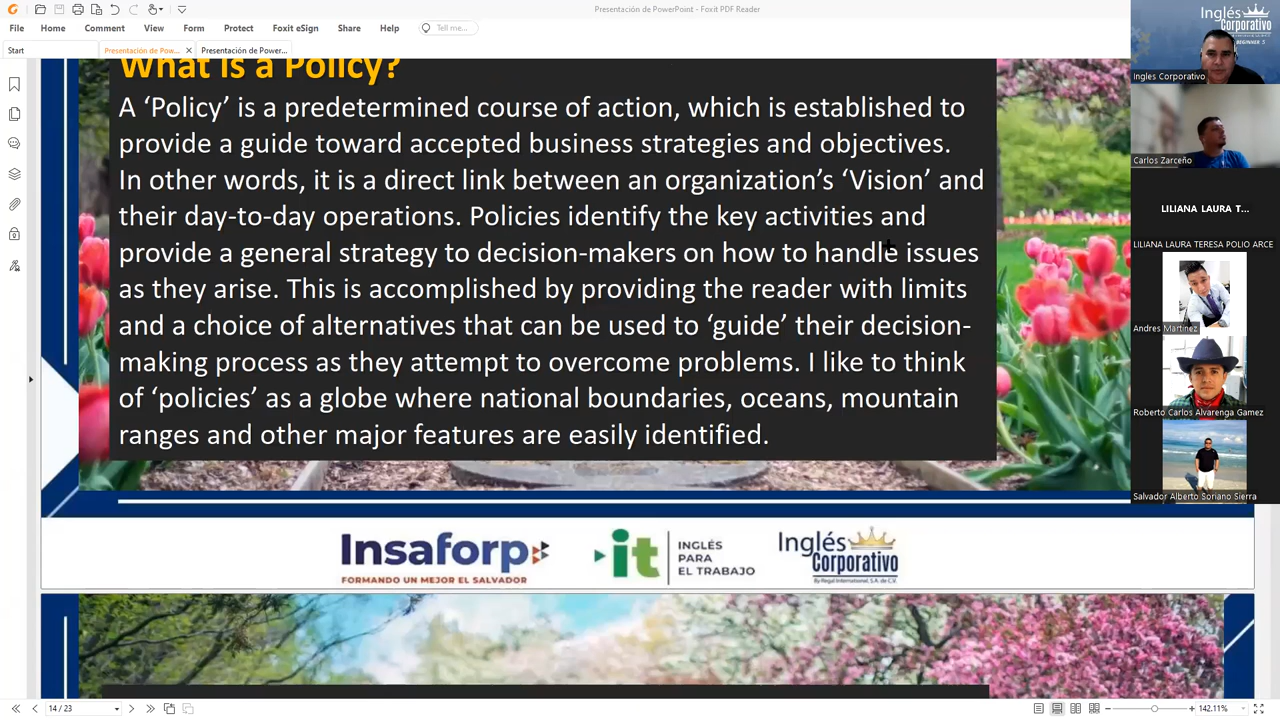 Presentación de PowerPoint - Foxit PDF Reader
File Home Comment View Form Protect Foxit eSign Share Help Tell me...
Start Presentación de Pow... Presentación de Power...
What is a Policy?
A ‘Policy’ is a predetermined course of action, which is established to
provide a guide toward accepted business strategies and objectives.
In other words, it is a direct link between an organization’s ‘Vision’ and
their day-to-day operations. Policies identify the key activities and
provide a general strategy to decision-makers on how to handle issues
as they arise. This is accomplished by providing the reader with limits
and a choice of alternatives that can be used to ‘guide’ their decision-
making process as they attempt to overcome problems. I like to think
of ‘policies’ as a globe where national boundaries, oceans, mountain
ranges and other major features are easily identified.
Insaforp
FORMANDO UN MEJOR EL SALVADOR
it
INGLÉS
PARA
EL TRABAJO
Inglés
Corporativo
By Regal International, S.A. de C.V.
Inglés
Corporativo
BEGINNER 5
Ingles Corporativo
Carlos Zarceño
LILIANA LAURA T...
LILIANA LAURA TERESA POLIO ARCE
Andres Martinez
Roberto Carlos Alvarenga Gamez
Salvador Alberto Soriano Sierra
14 / 23
142.11%